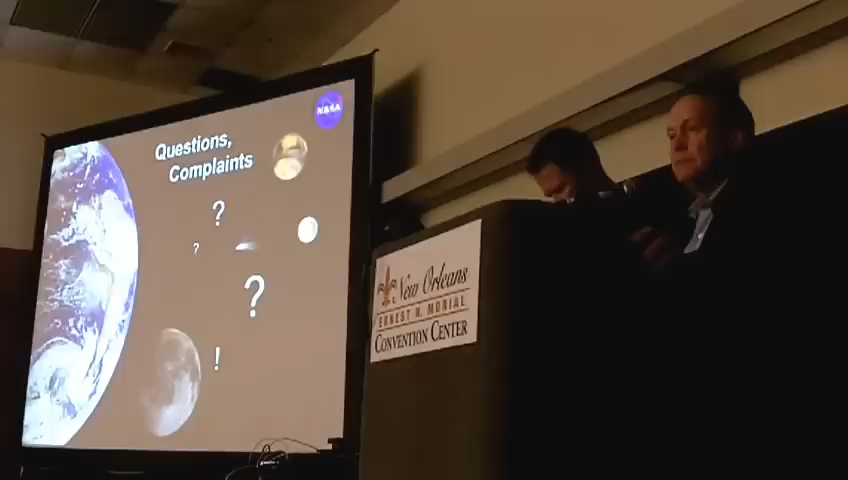 NASA
Questions,
Complaints
?
?
?
!
New Orleans
ERNEST N. MORIAL
CONVENTION CENTER